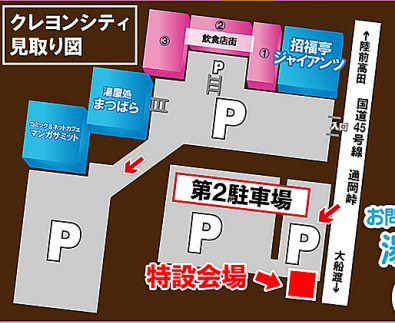 クレヨンシティ
見取り図
③
②
飲食店街
①
招福亭
ジャイアンツ
P
湯屋処
まつばら
コミック&ネットカフェ
マンガサミット
P
入口
↑陸前高田 国道45号線 通岡峠 大船渡↓
第2駐車場
P
P
P
特設会場
お問
湯